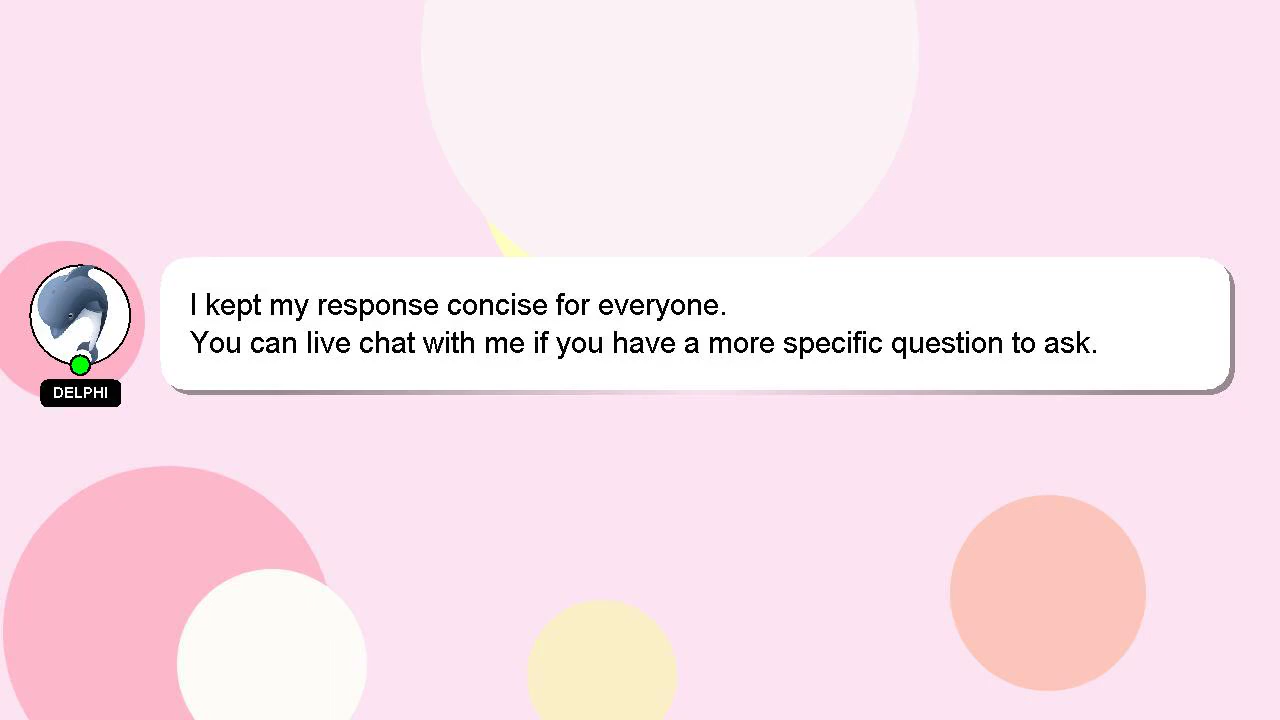 I kept my response concise for everyone.
You can live chat with me if you have a more specific question to ask.
DELPHI